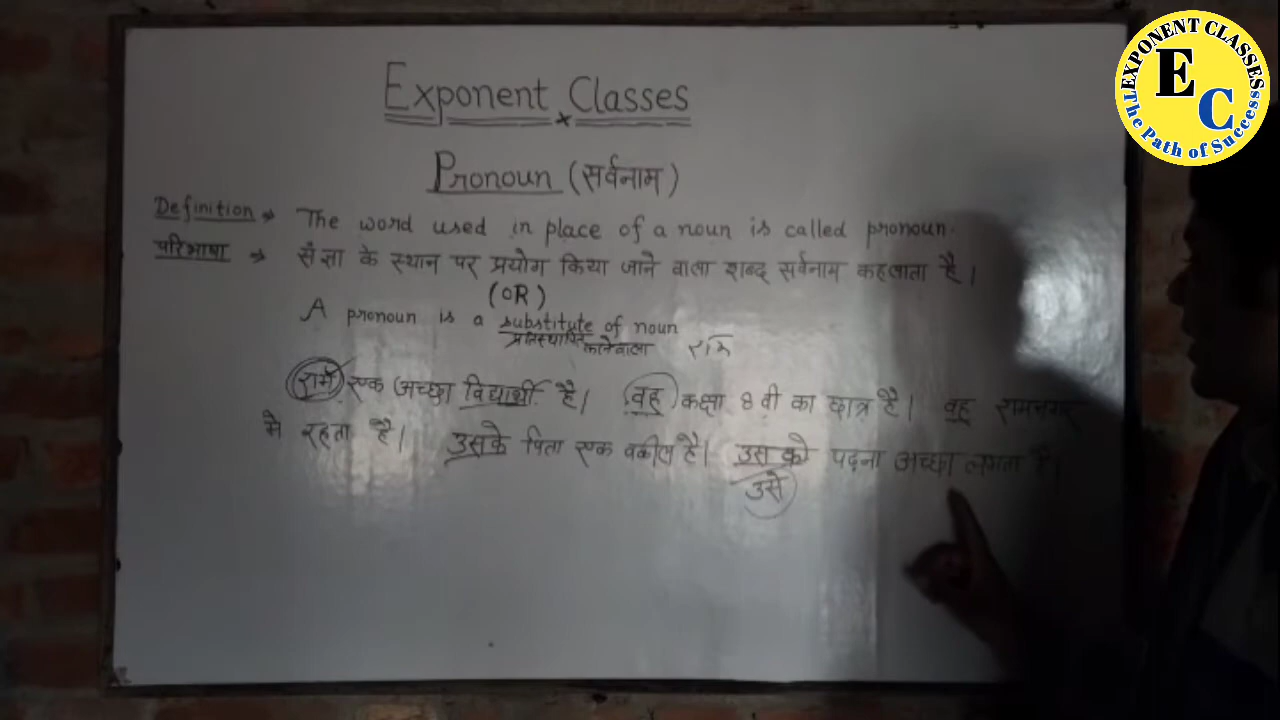 Exponent Classes
Pronoun (सर्वनाम)
Definition → The word used in place of a noun is called pronoun.
परिभाषा → संज्ञा के स्थान पर प्रयोग किया जाने वाला शब्द सर्वनाम कहलाता है।
(OR)
A pronoun is a substitute of noun
प्रतिस्थापित करनेवाला
राम एक अच्छा विद्यार्थी है। वह कक्षा 8 वी का छात्र है। वह रामनगर
मे रहता है। उसके पिता एक वकील है। उस को पढ़ना अच्छा लगता है।
उसे
EXPONENT CLASSES
EC
The Path of Success